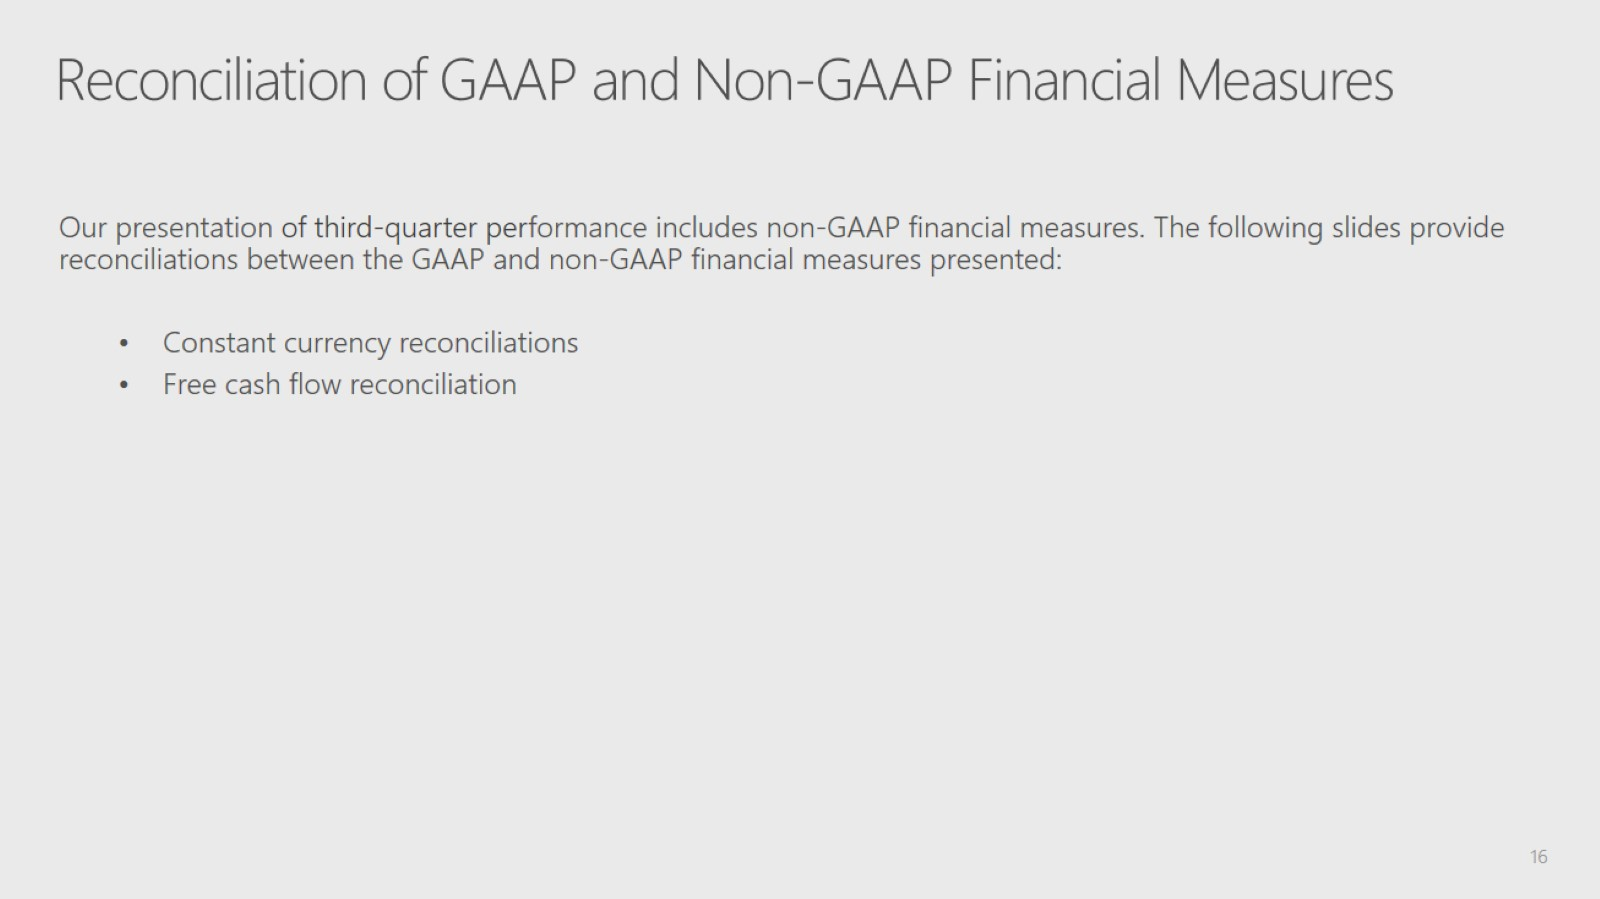 Reconciliation of GAAP and Non-GAAP Financial Measures
Our presentation of third-quarter performance includes non-GAAP financial measures. The following slides provide
reconciliations between the GAAP and non-GAAP financial measures presented:
• Constant currency reconciliations
• Free cash flow reconciliation
16